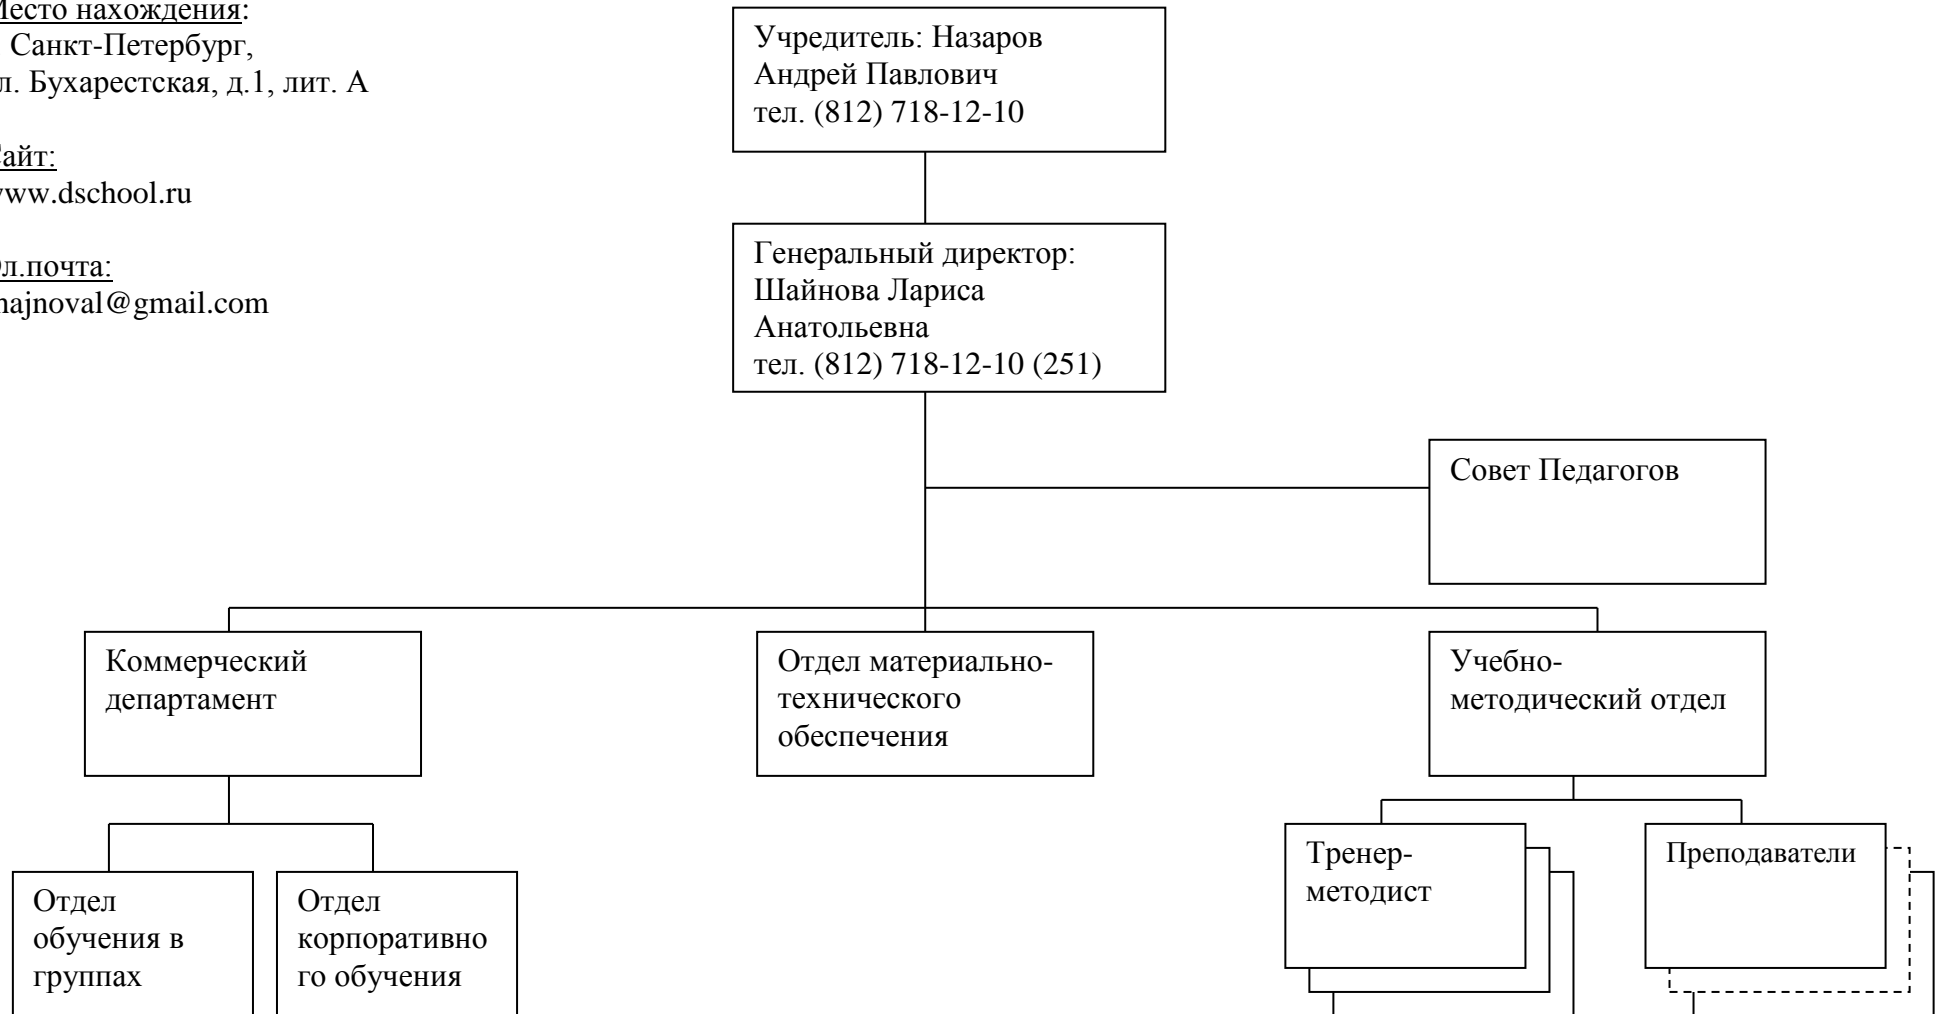 Место нахождения:
Санкт-Петербург,
л. Бухарестская, д.1, лит. А
Сайт:
www.dschool.ru
Эл.почта:
hajnoval@gmail.com
Учредитель: Назаров
Андрей Павлович
тел. (812) 718-12-10
Генеральный директор:
Шайнова Лариса
Анатольевна
тел. (812) 718-12-10 (251)
Совет Педагогов
Коммерческий
департамент
Отдел материально-
технического
обеспечения
Учебно-
методический отдел
Отдел
обучения в
группах
Отдел
корпоративно
го обучения
Тренер-
методист
Преподаватели